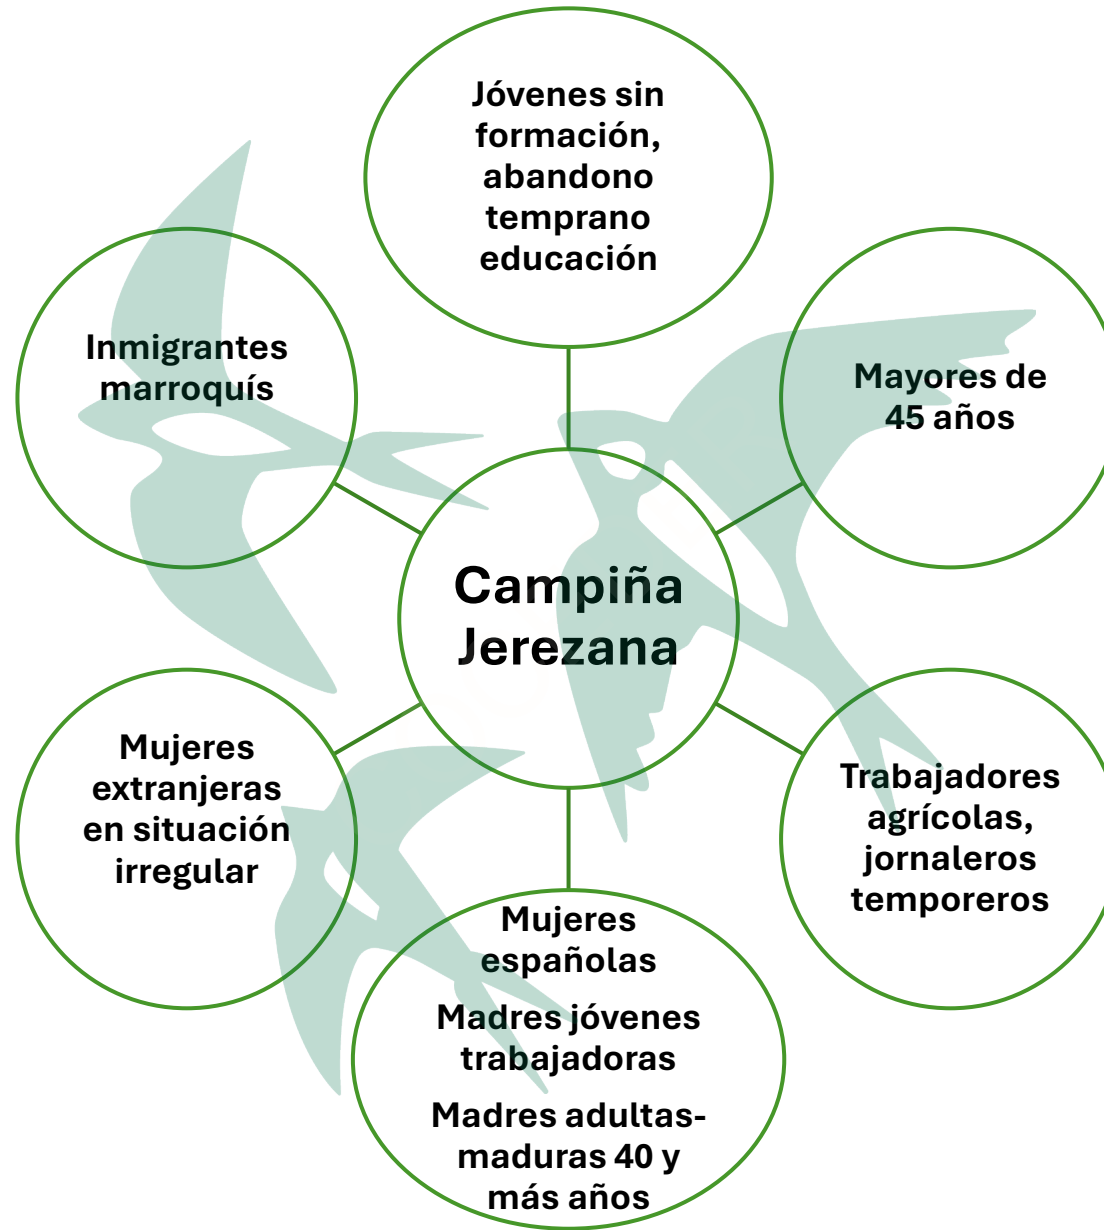 Jóvenes sin
formación,
abandono
temprano
educación
Inmigrantes
marroquís
Mayores de
45 años
Campiña
Jerezana
Mujeres
extranjeras
en situación
irregular
Trabajadores
agrícolas,
jornaleros
temporeros
Mujeres
españolas
Madres jóvenes
trabajadoras
Madres adultas-
maduras 40 y
más años